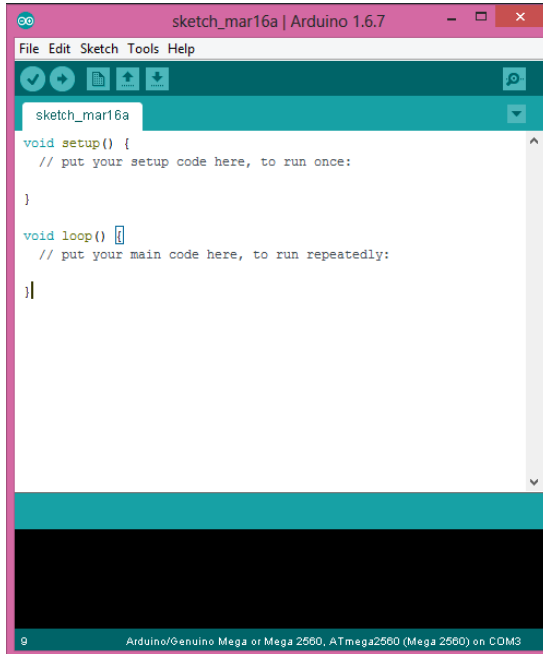 sketch_mar16a | Arduino 1.6.7
File Edit Sketch Tools Help
sketch_mar16a
void setup() {
  // put your setup code here, to run once:
}
void loop() {
  // put your main code here, to run repeatedly:
}
9
Arduino/Genuino Mega or Mega 2560, ATmega2560 (Mega 2560) on COM3